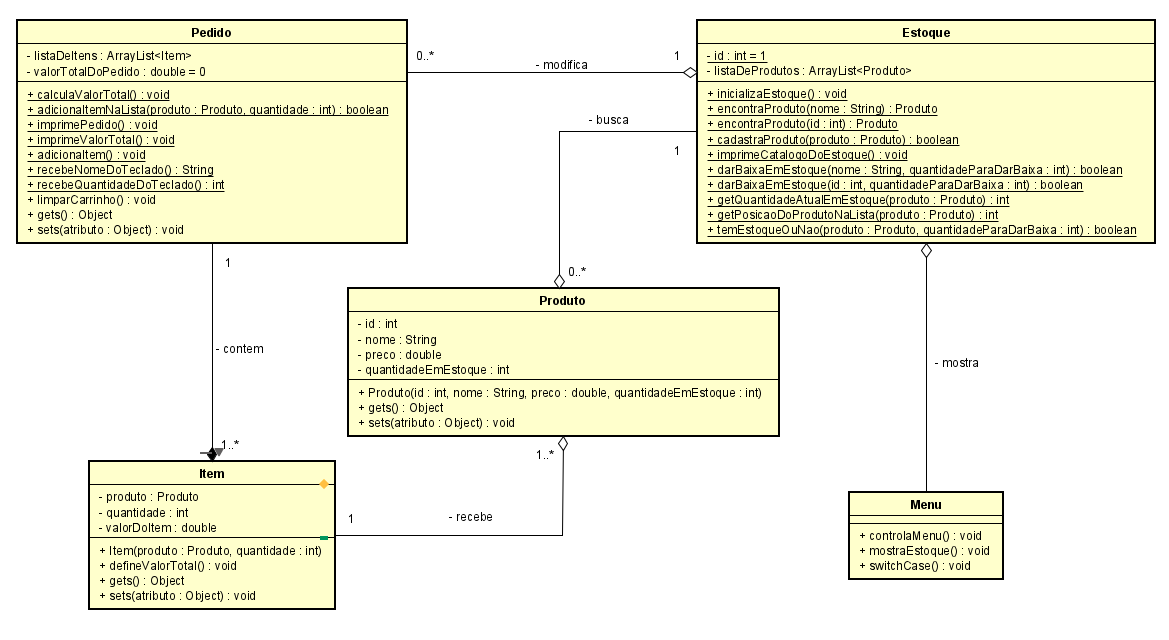 Pedido
- listaDeItens : ArrayList<Item>
- valorTotalDoPedido : double = 0
+ calculaValorTotal() : void
+ adicionaItemNaLista(produto : Produto, quantidade : int) : boolean
+ imprimePedido() : void
+ imprimeValorTotal() : void
+ adicionaItem() : void
+ recebeNomeDoTeclado() : String
+ recebeQuantidadeDoTeclado() : int
+ limparCarrinho() : void
+ gets() : Object
+ sets(atributo : Object) : void
0..*
- modifica
1
Estoque
- id : int = 1
- listaDeProdutos : ArrayList<Produto>
+ inicializaEstoque() : void
+ encontraProduto(nome : String) : Produto
+ encontraProduto(id : int) : Produto
+ cadastraProduto(produto : Produto) : boolean
+ imprimeCatalogoDoEstoque() : void
+ darBaixaEmEstoque(nome : String, quantidadeParaDarBaixa : int) : boolean
+ darBaixaEmEstoque(id : int, quantidadeParaDarBaixa : int) : boolean
+ getQuantidadeAtualEmEstoque(produto : Produto) : int
+ getPosicaoDoProdutoNaLista(produto : Produto) : int
+ temEstoqueOuNao(produto : Produto, quantidadeParaDarBaixa : int) : boolean
- busca
1
0..*
1
- contem
1..*
Produto
- id : int
- nome : String
- preco : double
- quantidadeEmEstoque : int
+ Produto(id : int, nome : String, preco : double, quantidadeEmEstoque : int)
+ gets() : Object
+ sets(atributo : Object) : void
- mostra
1..*
- recebe
1
Item
- produto : Produto
- quantidade : int
- valorDoItem : double
+ Item(produto : Produto, quantidade : int)
+ defineValorTotal() : void
+ gets() : Object
+ sets(atributo : Object) : void
Menu
+ controlaMenu() : void
+ mostraEstoque() : void
+ switchCase() : void